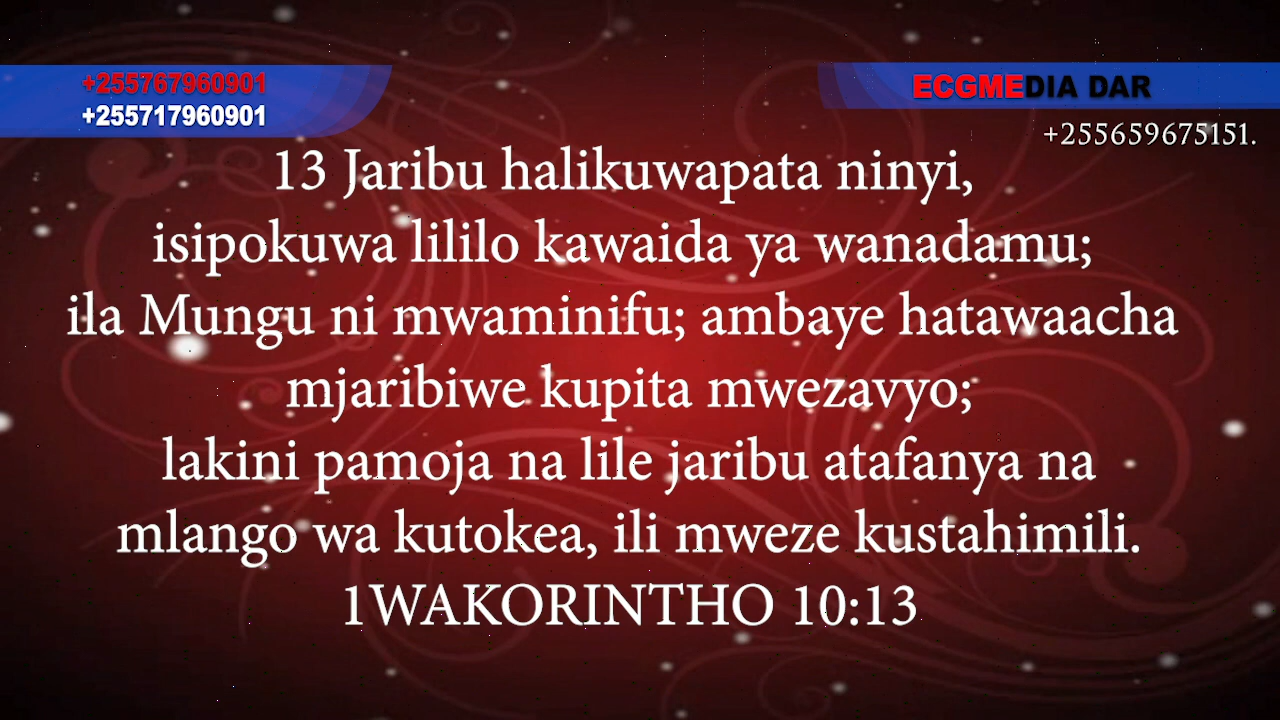 +255767960901
+255717960901
ECGMEDIA DAR
+255659675151.
13 Jaribu halikuwapata ninyi,
isipokuwa lililo kawaida ya wanadamu;
ila Mungu ni mwaminifu; ambaye hatawaacha
mjaribiwe kupita mwezavyo;
lakini pamoja na lile jaribu atafanya na
mlango wa kutokea, ili mweze kustahimili.
1WAKORINTHO 10:13